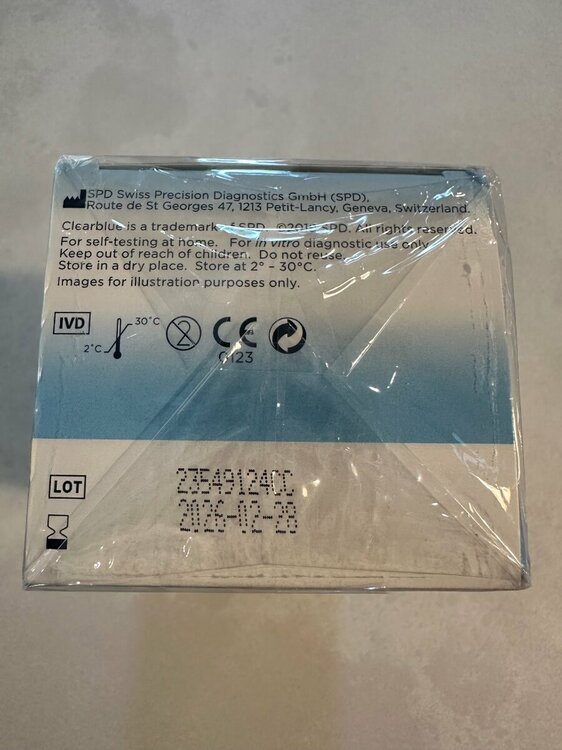 SPD Swiss Precision Diagnostics GmbH (SPD),
Route de St Georges 47, 1213 Petit-Lancy, Geneva, Switzerland.
Clearblue is a trademark of SPD. SPD. All rights reserved.
For self-testing at home. For in vitro diagnostic use only.
Keep out of reach of children. Do not reuse.
Store in a dry place. Store at 2° – 30°C.
Images for illustration purposes only.
IVD
30°C
2°C
2
CE
0123
LOT 2354912400
2026-02-28